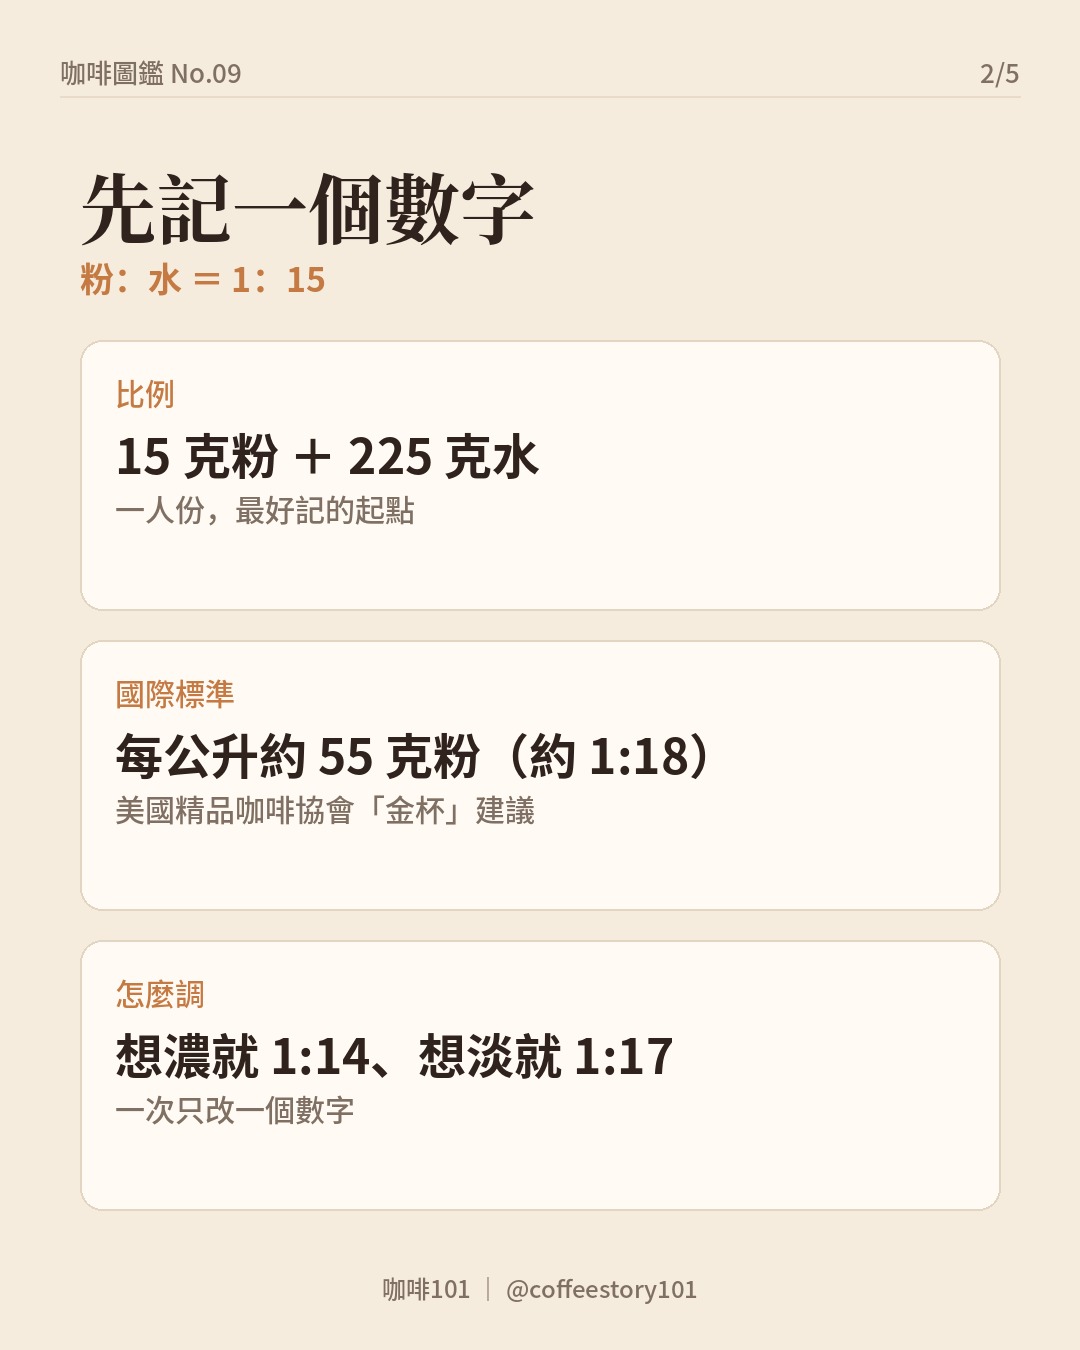 咖啡圖鑑 No.09
2/5
先記一個數字
粉：水 ＝ 1：15
比例
15 克粉 ＋ 225 克水
一人份，最好記的起點
國際標準
每公升約 55 克粉（約 1:18）
美國精品咖啡協會「金杯」建議
怎麼調
想濃就 1:14、想淡就 1:17
一次只改一個數字
咖啡101｜@coffeestory101